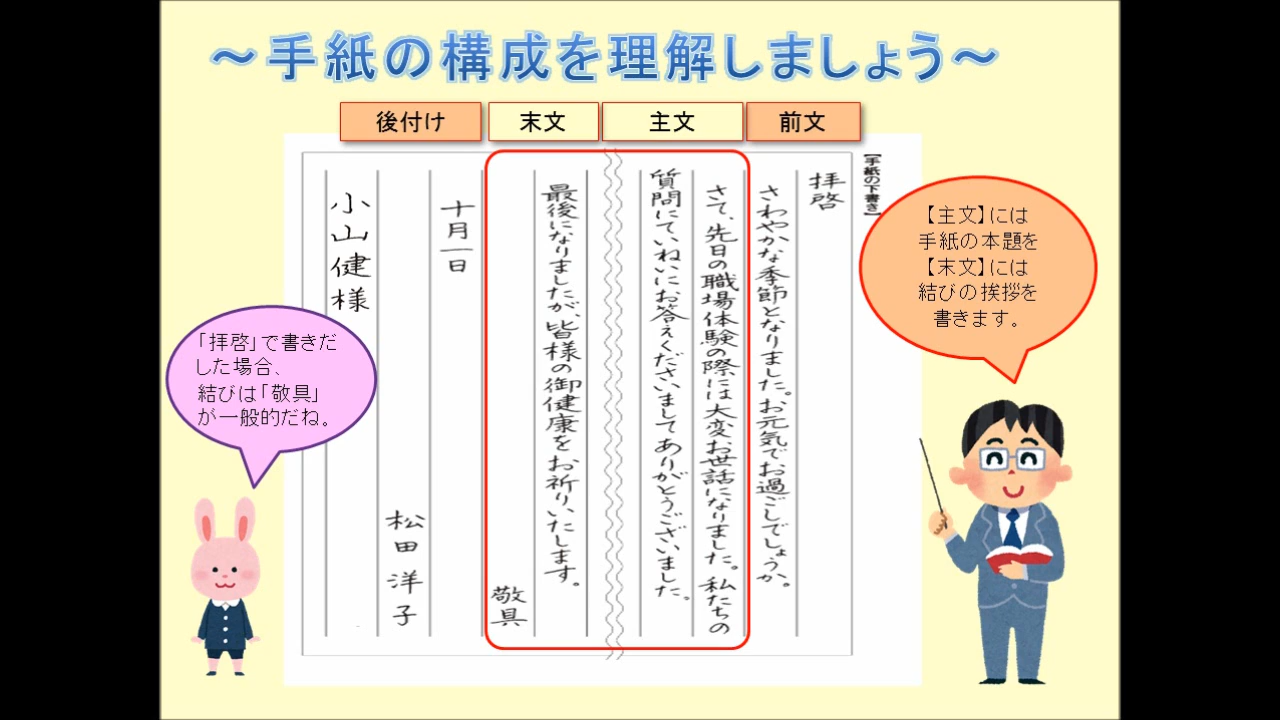 ～手紙の構成を理解しましょう～
後付け
末文
主文
前文
【手紙の下書き】
拝啓
さわやかな季節となりました。お元気でお過ごしでしょうか。
さて、先日の職場体験の際には大変お世話になりました。私たちの
質問にていねいにお答えくださいましてありがとうございました。
最後になりましたが、皆様の御健康をお祈りいたします。
敬具
十月一日
松田洋子
小山健様
【主文】には
手紙の本題を
【末文】には
結びの挨拶を
書きます。
「拝啓」で書きだ
した場合、
結びは「敬具」
が一般的だね。